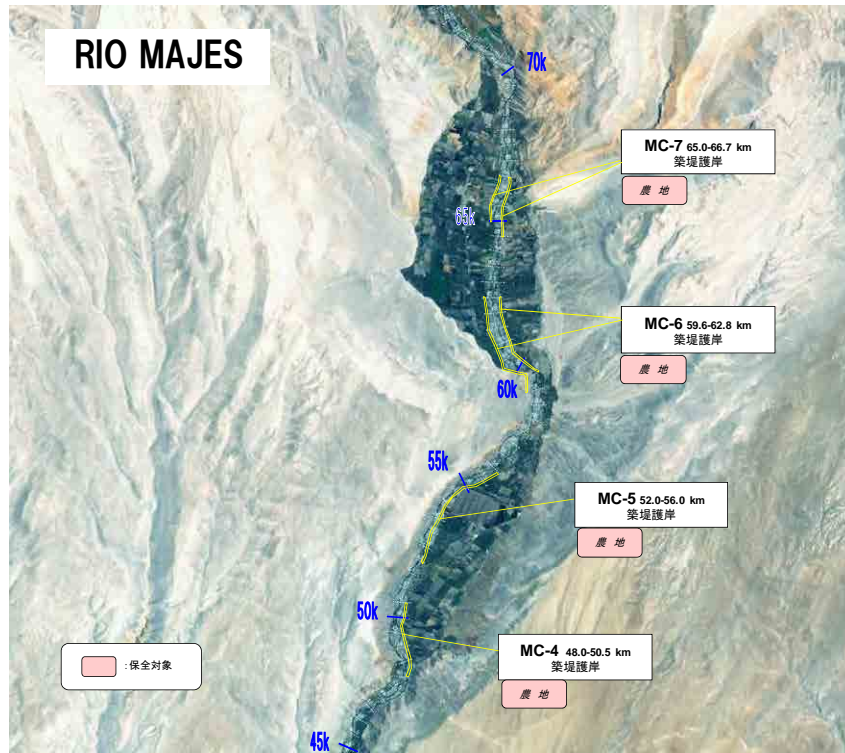 RIO MAJES
70k
MC-7 65.0-66.7 km
築堤護岸
農 地
65k
MC-6 59.6-62.8 km
築堤護岸
農 地
60k
55k
MC-5 52.0-56.0 km
築堤護岸
農 地
50k
MC-4 48.0-50.5 km
築堤護岸
農 地
:保全対象
45k